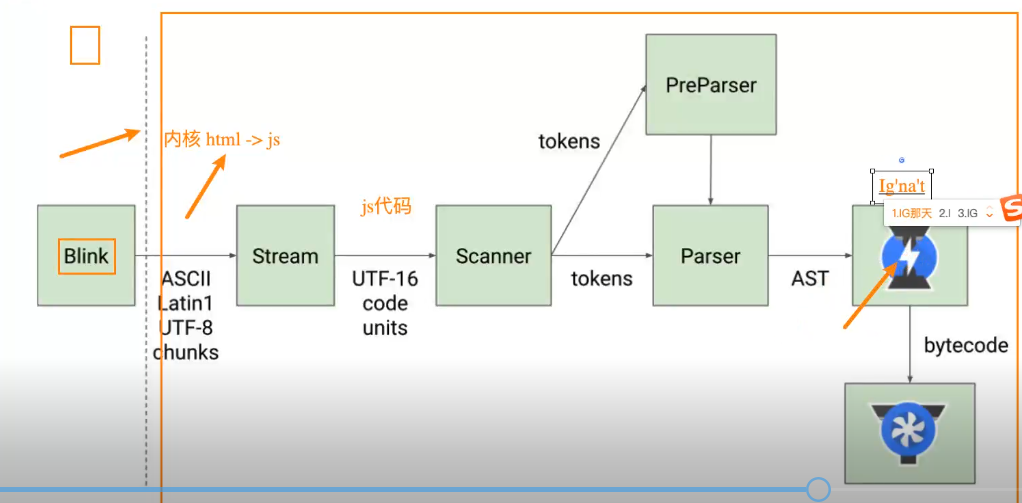 PreParser
tokens
内核 html -> js
Ig'na't
1.IG那天 2.I 3.IG
js代码
Blink
Stream
Scanner
Parser
ASCII
Latin1
UTF-8
chunks
UTF-16
code
units
tokens
AST
bytecode